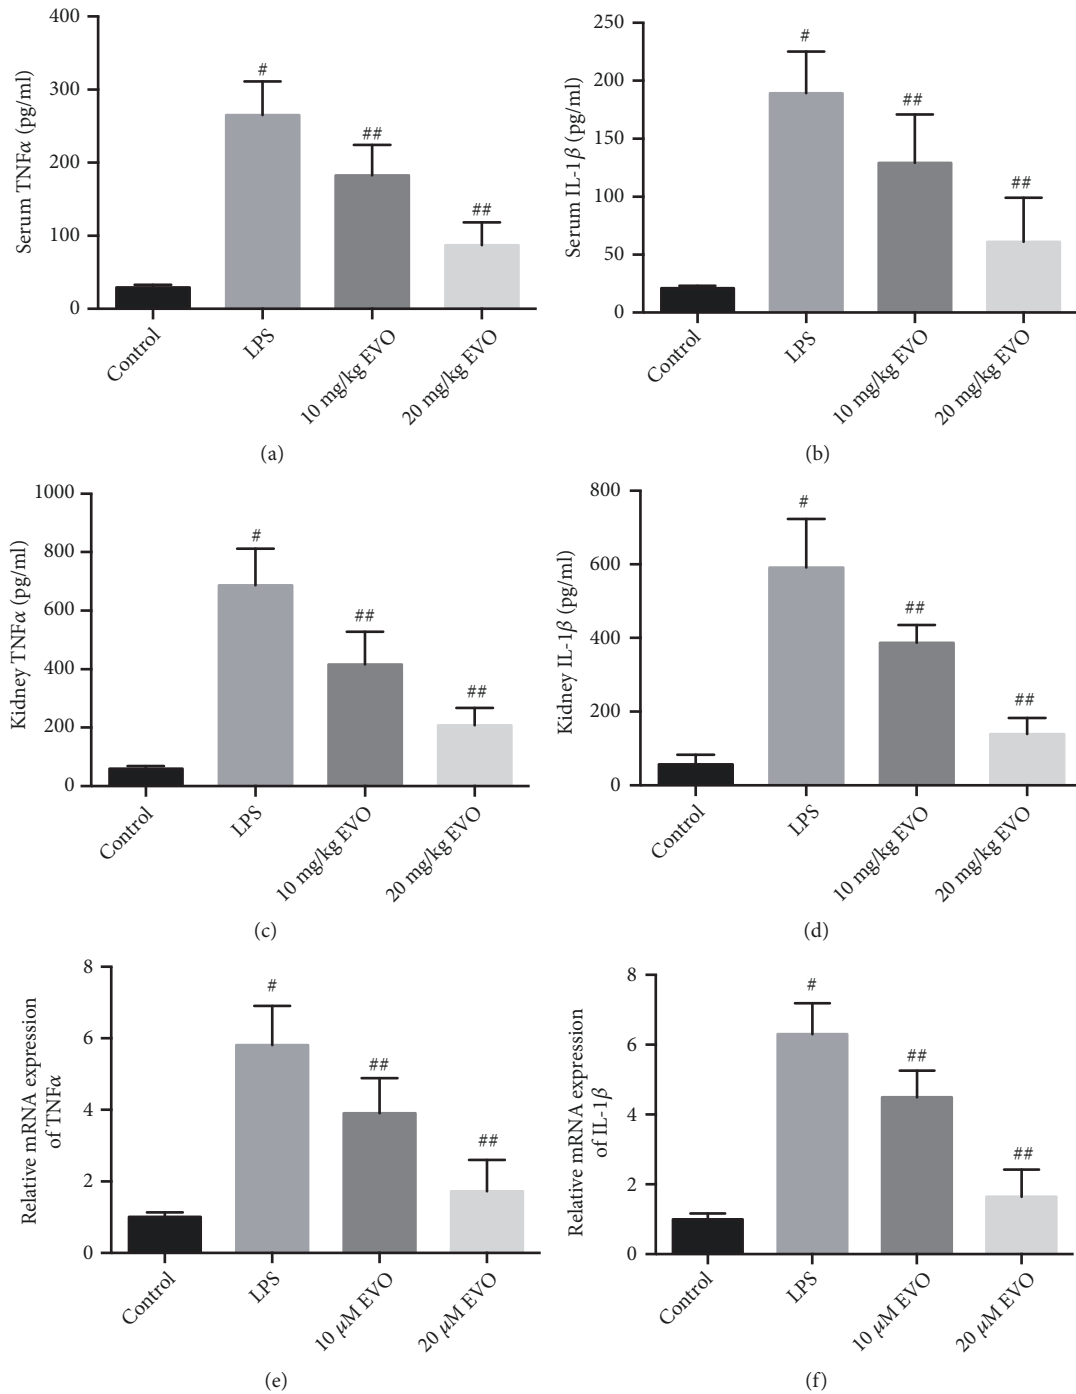 400
300
200
100
0
Serum TNFα (pg/ml)
#
##
##
Control
LPS
10 mg/kg EVO
20 mg/kg EVO
(a)
250
200
150
100
50
0
Serum IL-1β (pg/ml)
#
##
##
Control
LPS
10 mg/kg EVO
20 mg/kg EVO
(b)
1000
800
600
400
200
0
Kidney TNFα (pg/ml)
#
##
##
Control
LPS
10 mg/kg EVO
20 mg/kg EVO
(c)
800
600
400
200
0
Kidney IL-1β (pg/ml)
#
##
##
Control
LPS
10 mg/kg EVO
20 mg/kg EVO
(d)
8
6
4
2
0
Relative mRNA expression
of TNFα
#
##
##
Control
LPS
10 μM EVO
20 μM EVO
(e)
8
6
4
2
0
Relative mRNA expression
of IL-1β
#
##
##
Control
LPS
10 μM EVO
20 μM EVO
(f)